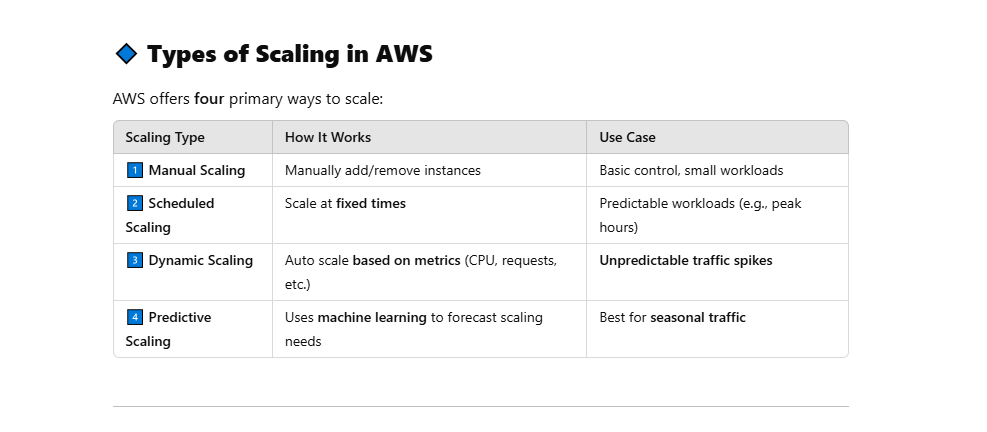 🔷 Types of Scaling in AWS
AWS offers four primary ways to scale:
Scaling Type How It Works Use Case
1 Manual Scaling Manually add/remove instances Basic control, small workloads
2 Scheduled Scaling Scale at fixed times Predictable workloads (e.g., peak hours)
3 Dynamic Scaling Auto scale based on metrics (CPU, requests, etc.) Unpredictable traffic spikes
4 Predictive Scaling Uses machine learning to forecast scaling needs Best for seasonal traffic